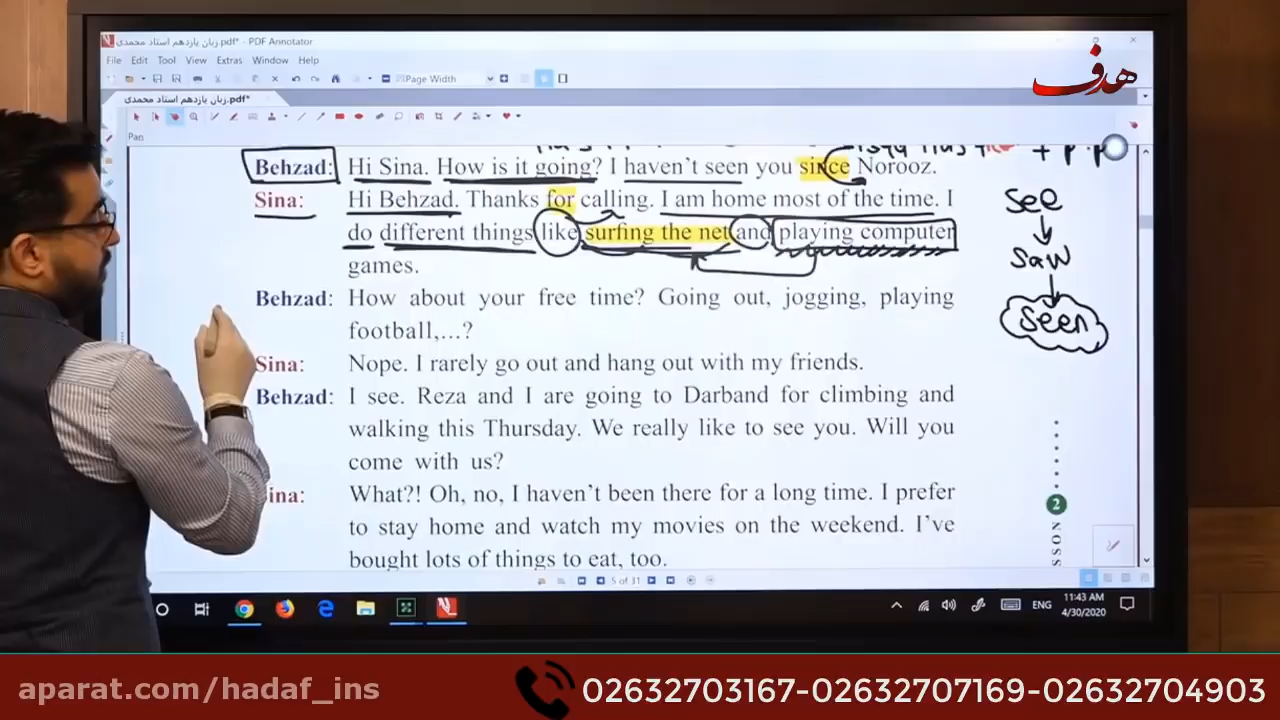 زبان یازدهم استاد محمدی.pdf* - PDF Annotator
File Edit Tool View Extras Window Help
هدف
Page Width
زبان یازدهم استاد محمدی.pdf*
Pan
+ P.P
Behzad: Hi Sina. How is it going? I haven't seen you since Norooz.
Sina: Hi Behzad. Thanks for calling. I am home most of the time. I
do different things like surfing the net and playing computer
games.
see
saw
seen
Behzad: How about your free time? Going out, jogging, playing
football,...?
Sina: Nope. I rarely go out and hang out with my friends.
Behzad: I see. Reza and I are going to Darband for climbing and
walking this Thursday. We really like to see you. Will you
come with us?
ina: What?! Oh, no, I haven't been there for a long time. I prefer
to stay home and watch my movies on the weekend. I've
bought lots of things to eat, too.
2
SSON
5 of 31
ENG
11:43 AM
4/30/2020
aparat.com/hadaf_ins
02632703167-02632707169-02632704903